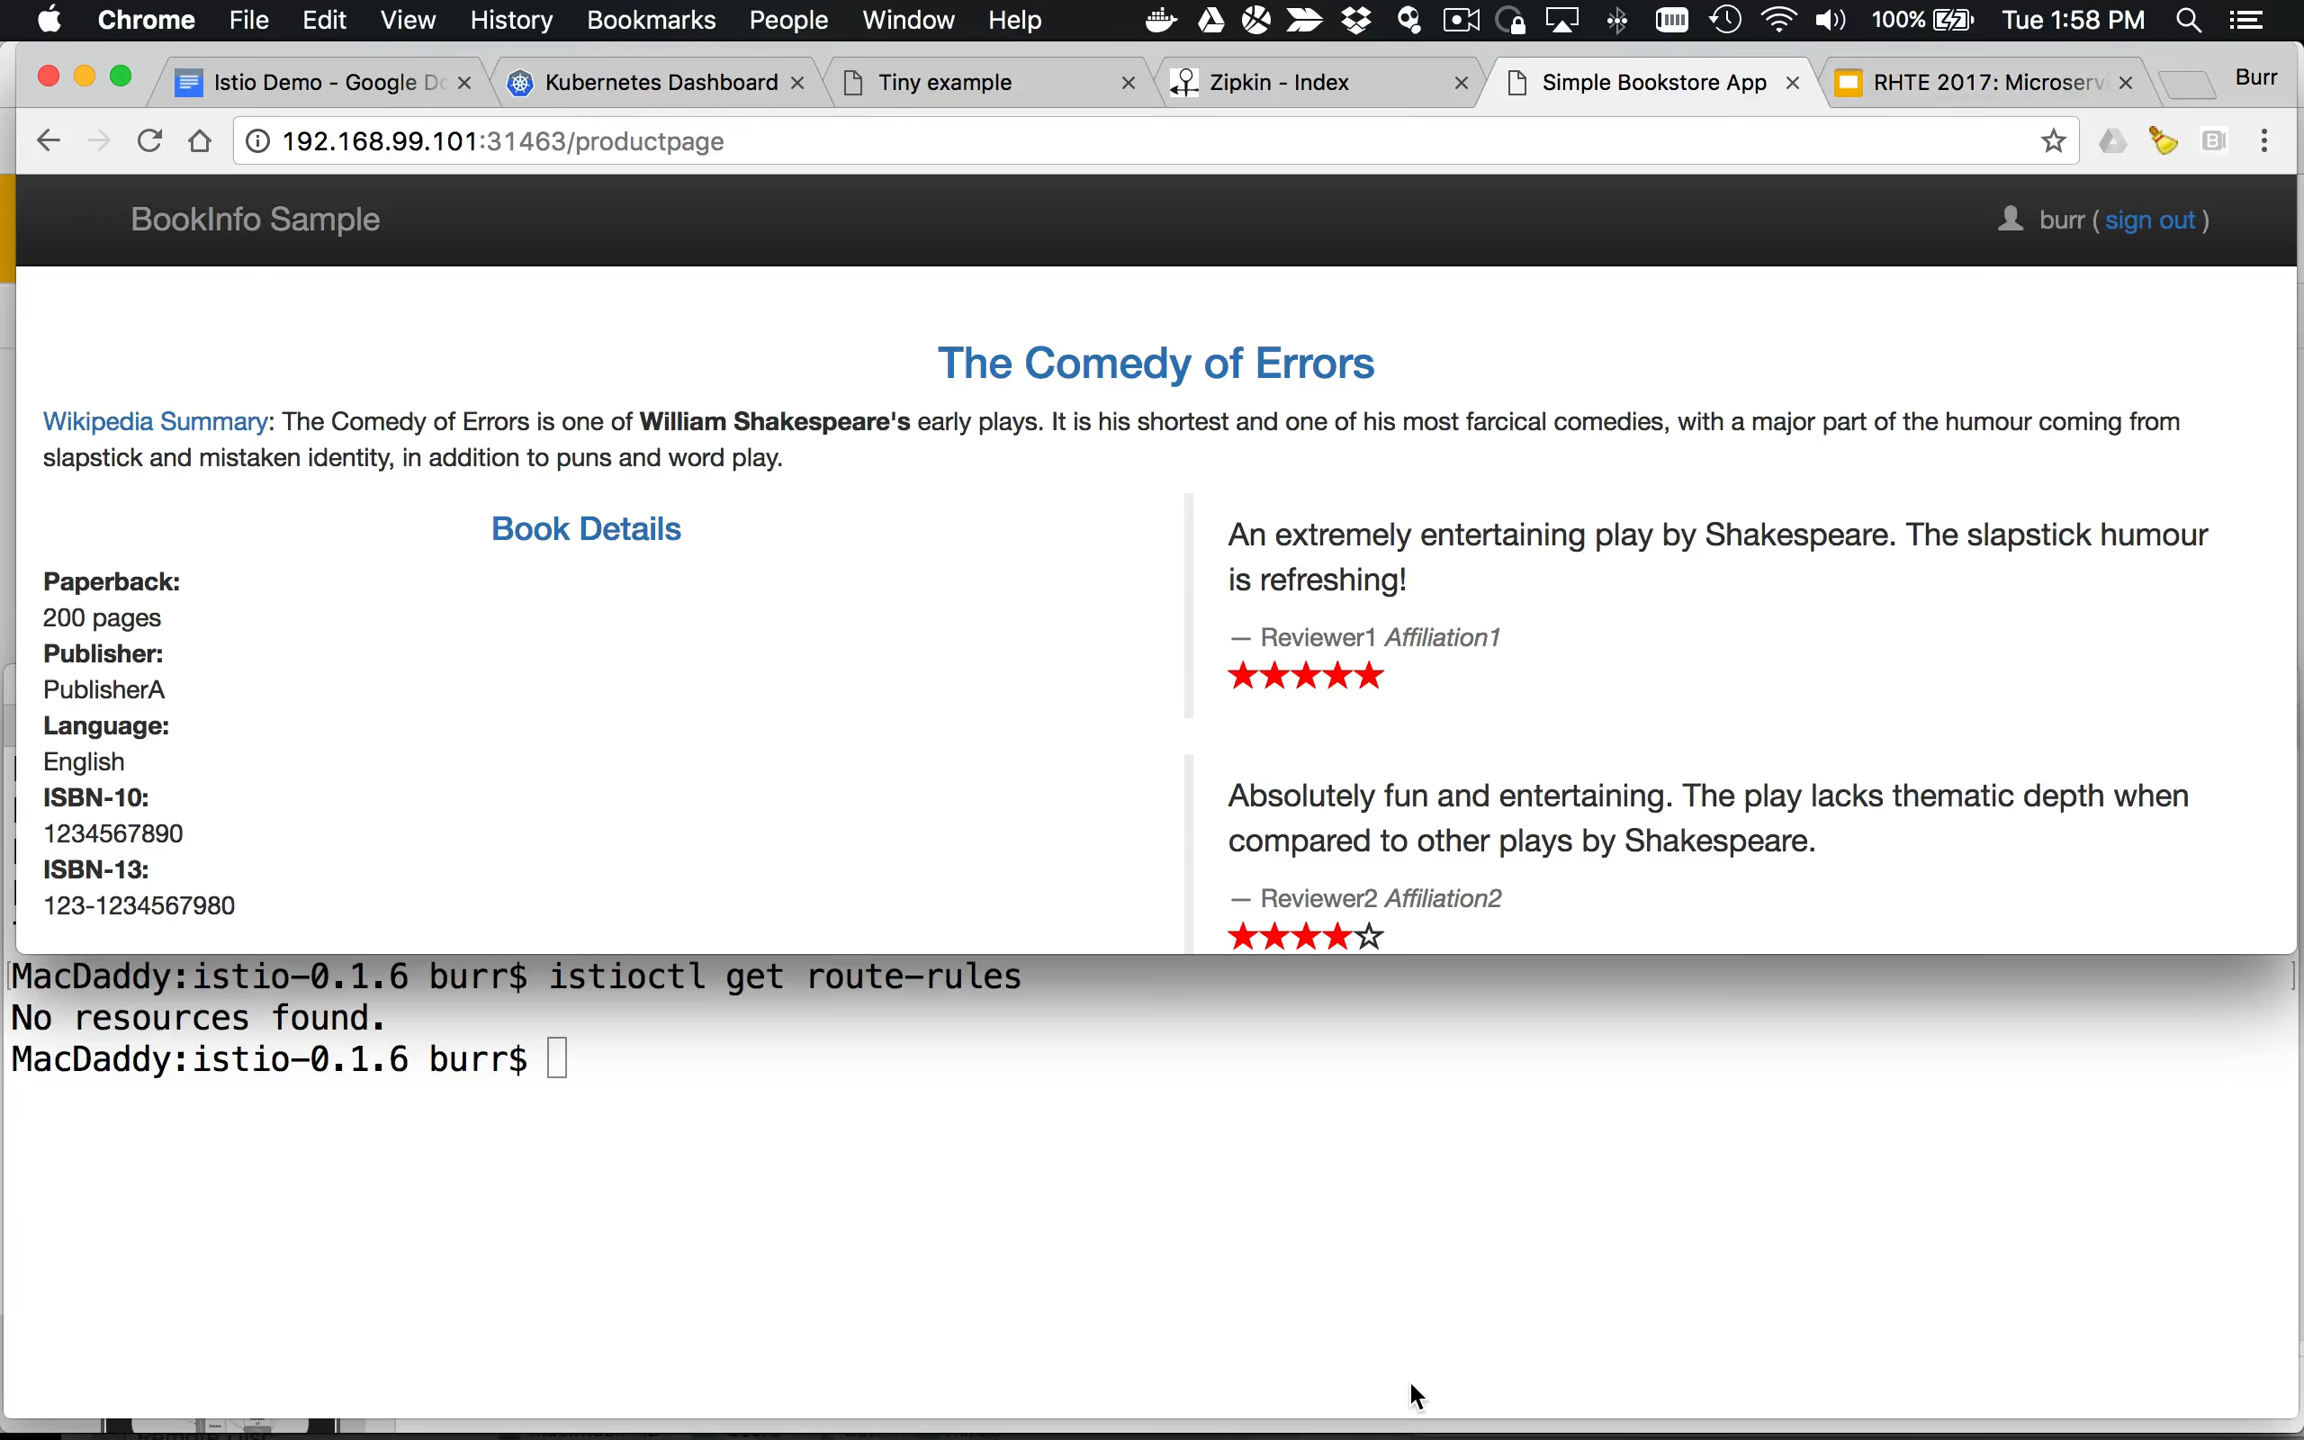 Chrome File Edit View History Bookmarks People Window Help 100% Tue 1:58 PM
Istio Demo - Google Do Kubernetes Dashboard Tiny example Zipkin - Index Simple Bookstore App RHTE 2017: Microserv Burr
192.168.99.101:31463/productpage
BookInfo Sample burr ( sign out )
The Comedy of Errors
Wikipedia Summary: The Comedy of Errors is one of William Shakespeare's early plays. It is his shortest and one of his most farcical comedies, with a major part of the humour coming from
slapstick and mistaken identity, in addition to puns and word play.
Book Details
Paperback:
200 pages
Publisher:
PublisherA
Language:
English
ISBN-10:
1234567890
ISBN-13:
123-1234567980
An extremely entertaining play by Shakespeare. The slapstick humour
is refreshing!
— Reviewer1 Affiliation1
★★★★★
Absolutely fun and entertaining. The play lacks thematic depth when
compared to other plays by Shakespeare.
— Reviewer2 Affiliation2
★★★★☆
[MacDaddy:istio-0.1.6 burr$ istioctl get route-rules ]
No resources found.
MacDaddy:istio-0.1.6 burr$